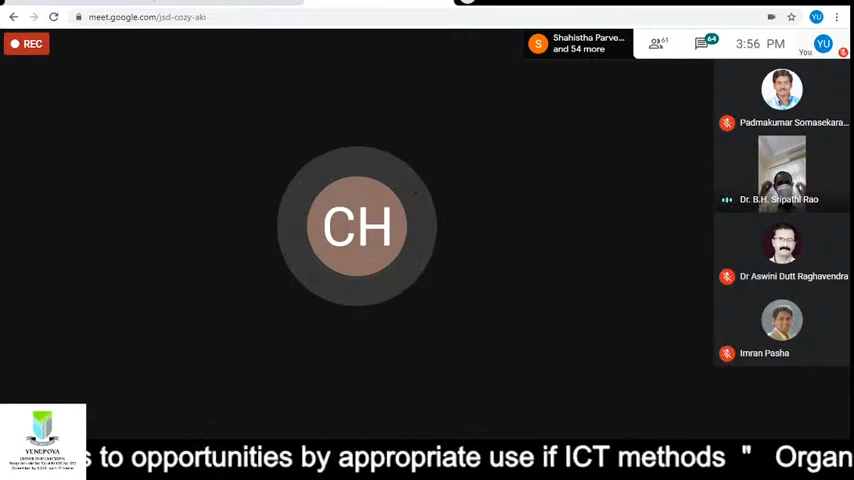 meet.google.com/jsd-cozy-aki
YU
REC
S
Shahistha Parve...
and 54 more
61
64
3:56 PM
You
YU
Padmakumar Somasekara...
Dr. B.H. Sripathi Rao
Dr Aswini Dutt Raghavendra
Imran Pasha
CH
YENEPOYA
s to opportunities by appropriate use if ICT methods " Organ